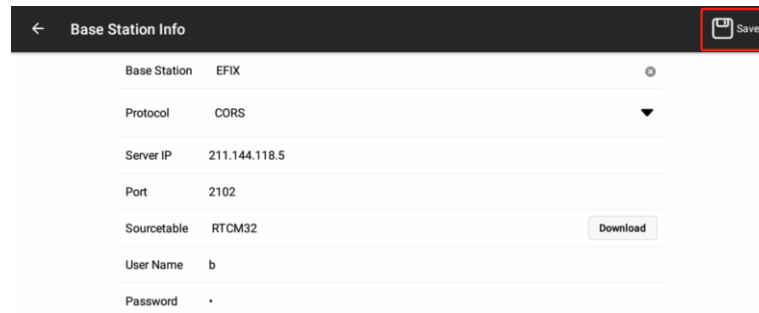 ← Base Station Info Save
Base Station EFIX
Protocol CORS
Server IP 211.144.118.5
Port 2102
Sourcetable RTCM32 Download
User Name b
Password •